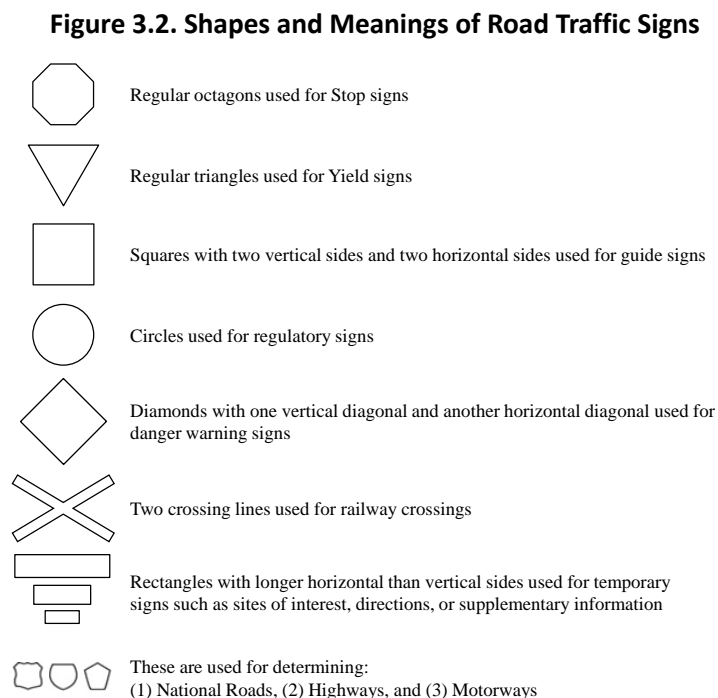 Figure 3.2. Shapes and Meanings of Road Traffic Signs
Regular octagons used for Stop signs
Regular triangles used for Yield signs
Squares with two vertical sides and two horizontal sides used for guide signs
Circles used for regulatory signs
Diamonds with one vertical diagonal and another horizontal diagonal used for
danger warning signs
Two crossing lines used for railway crossings
Rectangles with longer horizontal than vertical sides used for temporary
signs such as sites of interest, directions, or supplementary information
These are used for determining:
(1) National Roads, (2) Highways, and (3) Motorways